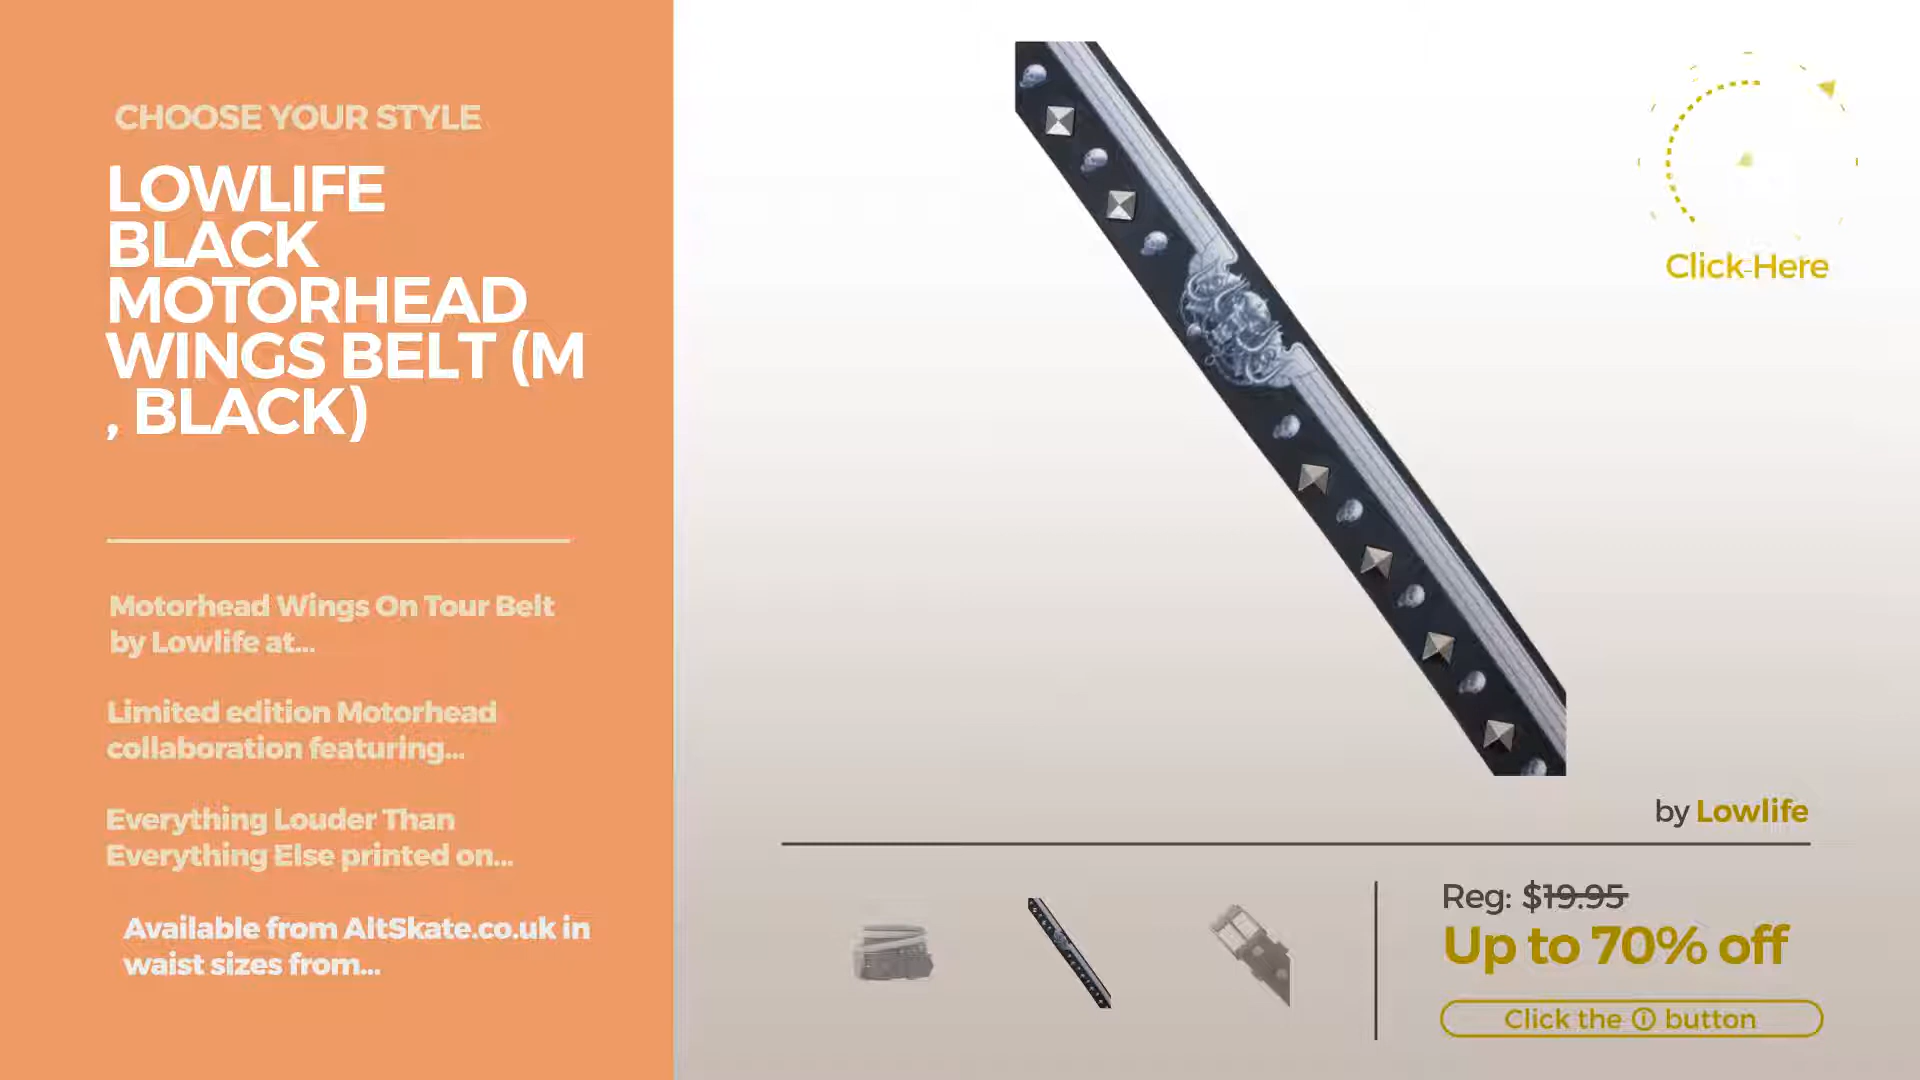 CHOOSE YOUR STYLE
LOWLIFE
BLACK
MOTORHEAD
WINGS BELT (M
, BLACK)
Motorhead Wings On Tour Belt
by Lowlife at...
Limited edition Motorhead
collaboration featuring...
Everything Louder Than
Everything Else printed on...
Available from AltSkate.co.uk in
waist sizes from...
Click Here
by Lowlife
Reg: $19.95
Up to 70% off
Click the ⓘ button